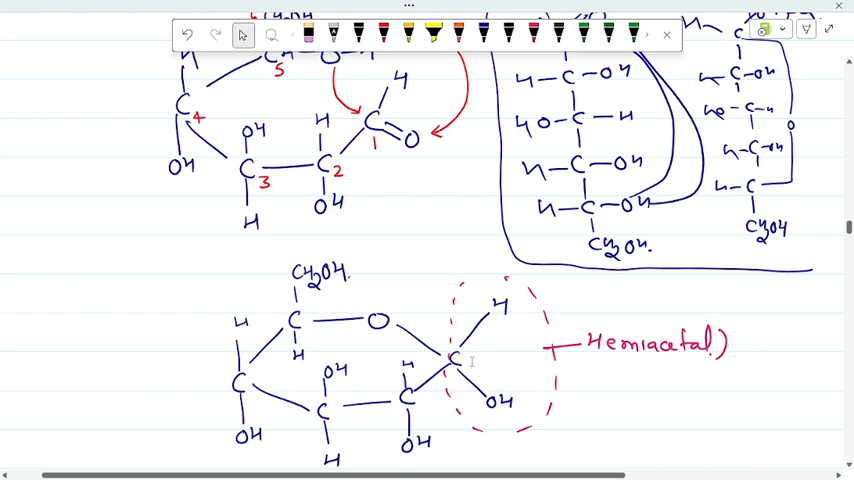 C 5 O H
H
C 4 H
OH H C 1 O
OH
C 3 C 2
OH
H
H-C-OH
HO-C-H
H-C-OH
H-C-OH
CH2OH.
H C
H-C-OH
HO-C-H
O
H-C-OH
H-C
CH2OH
CH2OH.
H C O H
H C
C H OH
OH C C
OH H OH
Hemiacetal)